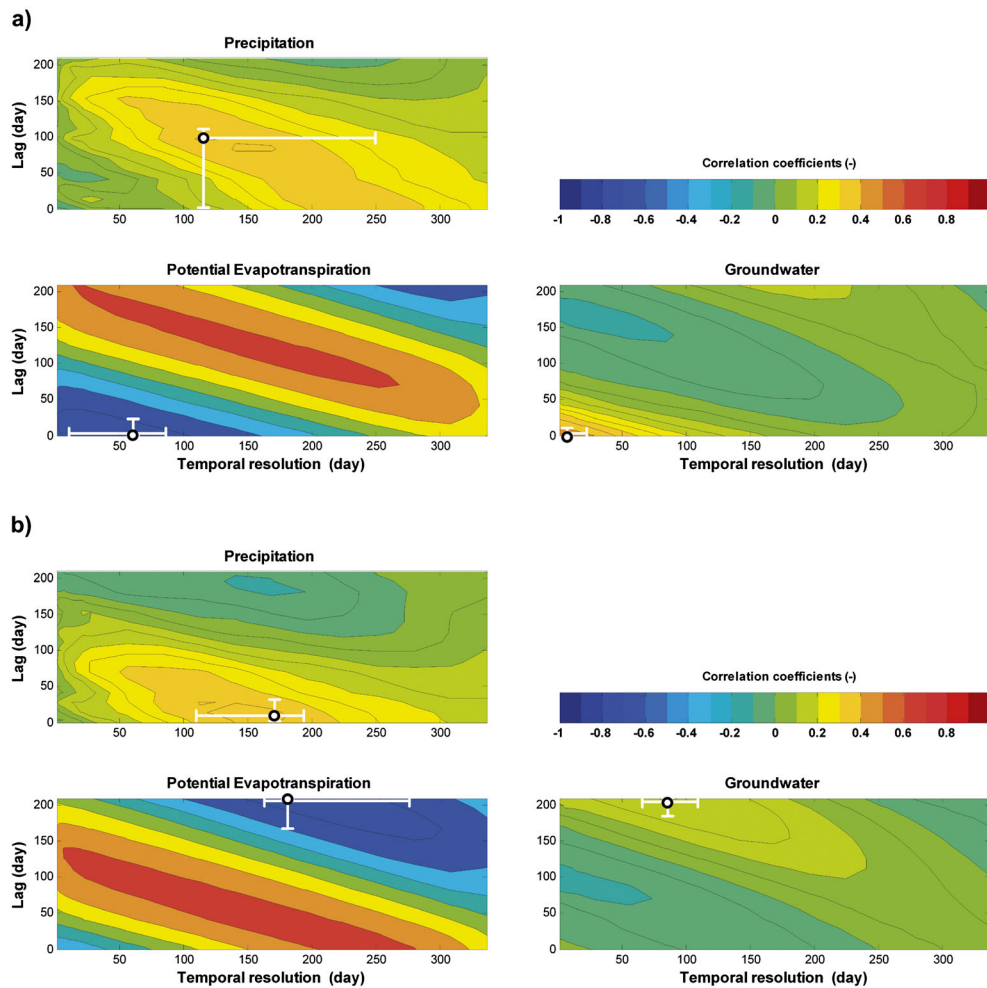 a)
Precipitation
200
150
100
50
0
Lag (day)
50 100 150 200 250 300
Correlation coefficients (-)
-1 -0.8 -0.6 -0.4 -0.2 0 0.2 0.4 0.6 0.8
Potential Evapotranspiration
200
150
100
50
0
Lag (day)
50 100 150 200 250 300
Temporal resolution (day)
Groundwater
200
150
100
50
0
50 100 150 200 250 300
Temporal resolution (day)
b)
Precipitation
200
150
100
50
0
Lag (day)
50 100 150 200 250 300
Correlation coefficients (-)
-1 -0.8 -0.6 -0.4 -0.2 0 0.2 0.4 0.6 0.8
Potential Evapotranspiration
200
150
100
50
0
Lag (day)
50 100 150 200 250 300
Temporal resolution (day)
Groundwater
200
150
100
50
0
50 100 150 200 250 300
Temporal resolution (day)